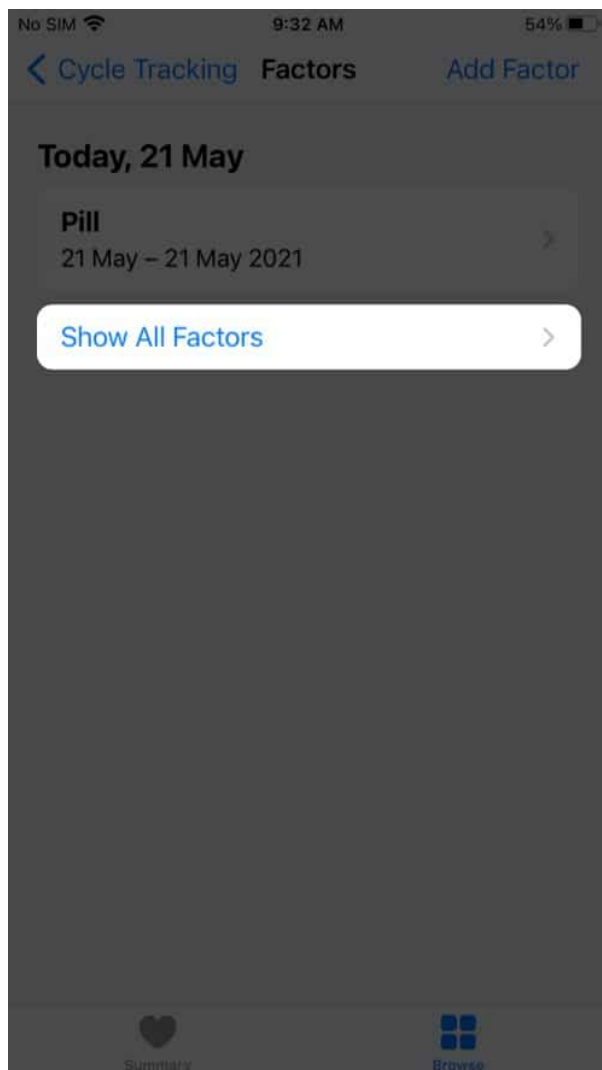 No SIM 9:32 AM 54%
Cycle Tracking Factors Add Factor
Today, 21 May
Pill
21 May – 21 May 2021
Show All Factors
Summary Browse